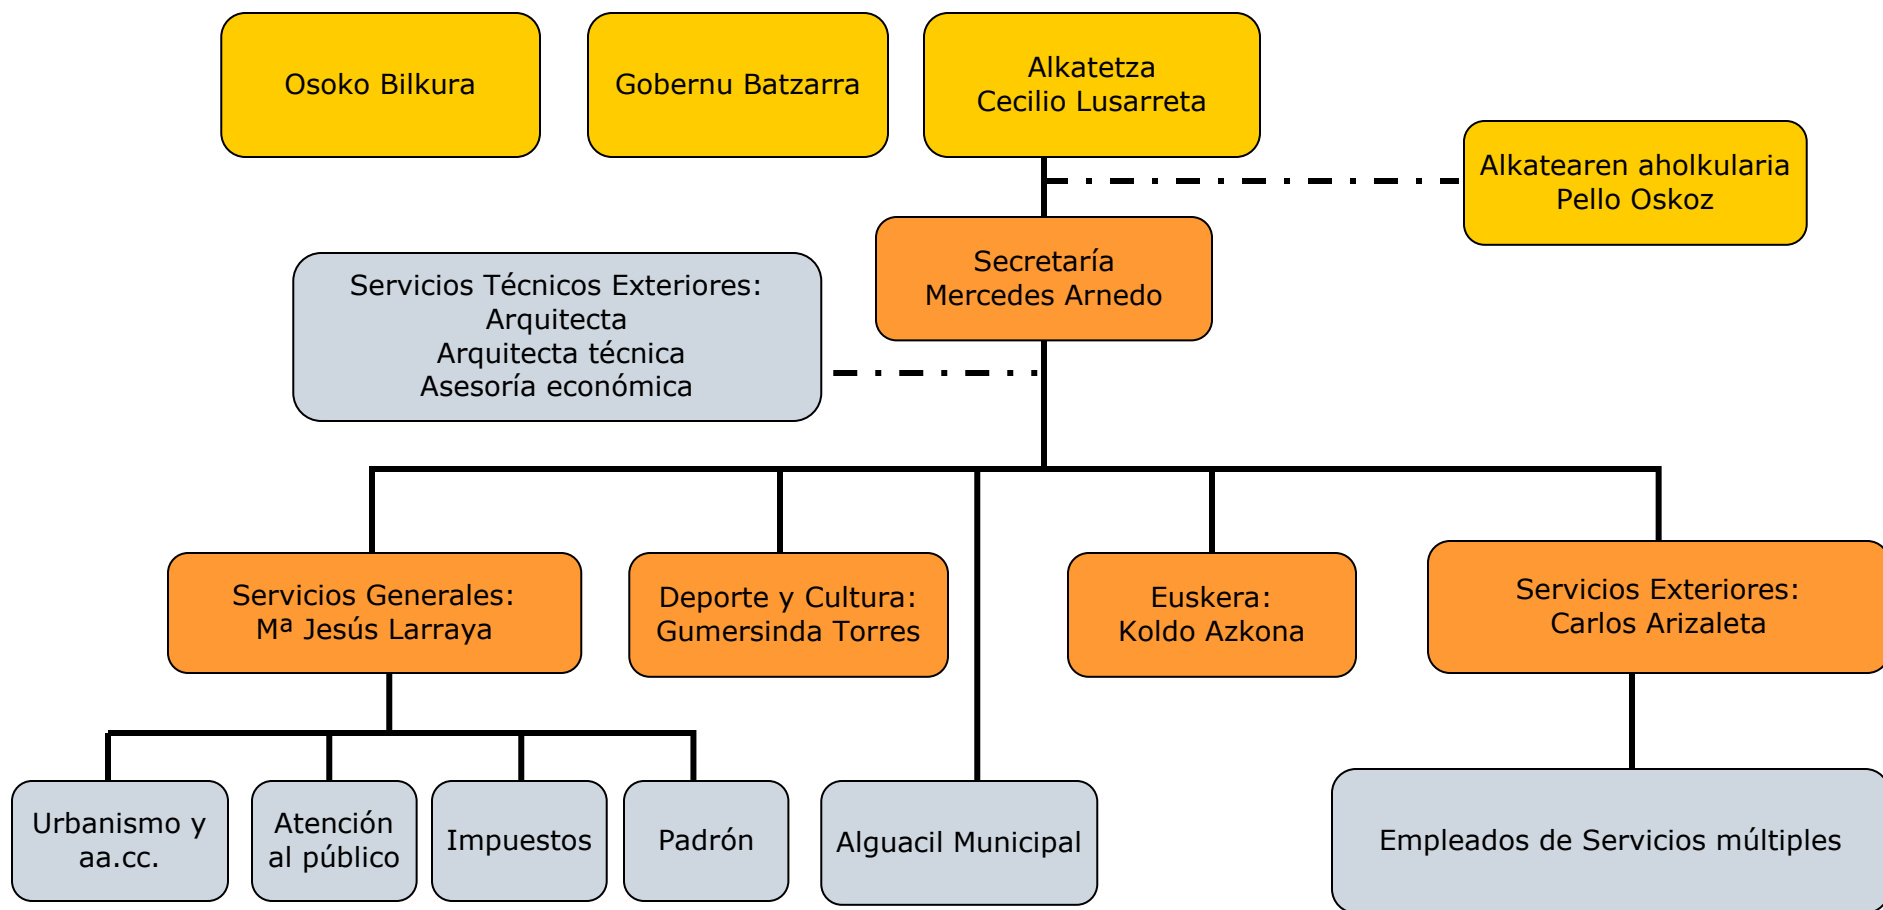 Osoko Bilkura
Gobernu Batzarra
Alkatetza
Cecilio Lusarreta
Alkatearen aholkularia
Pello Oskoz
Secretaría
Mercedes Arnedo
Servicios Técnicos Exteriores:
Arquitecta
Arquitecta técnica
Asesoría económica
Servicios Generales:
Mª Jesús Larraya
Deporte y Cultura:
Gumersinda Torres
Euskera:
Koldo Azkona
Servicios Exteriores:
Carlos Arizaleta
Urbanismo y
aa.cc.
Atención
al público
Impuestos
Padrón
Alguacil Municipal
Empleados de Servicios múltiples